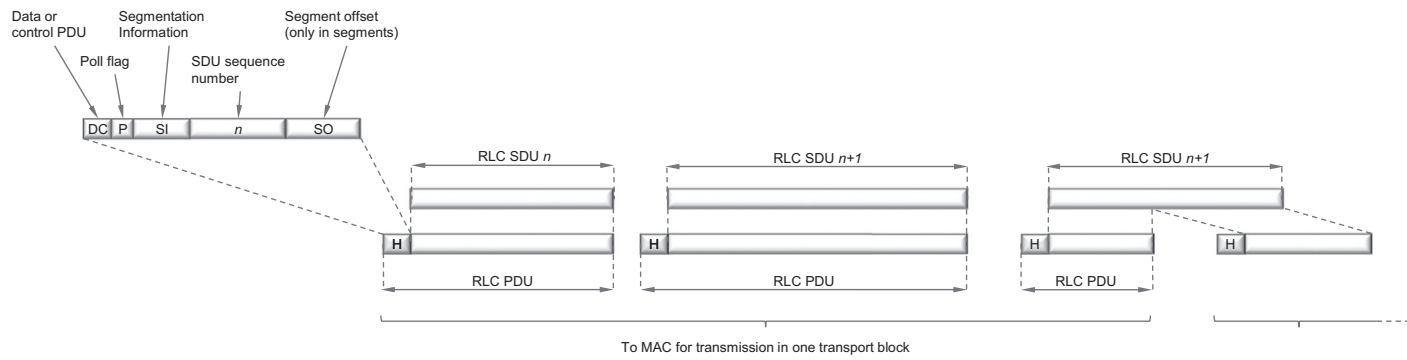 Data or
control PDU
Segmentation
Information
Segment offset
(only in segments)
Poll flag
SDU sequence
number
DC P SI n SO
RLC SDU n
RLC SDU n+1
RLC SDU n+1
H
H
H
H
RLC PDU
RLC PDU
RLC PDU
To MAC for transmission in one transport block